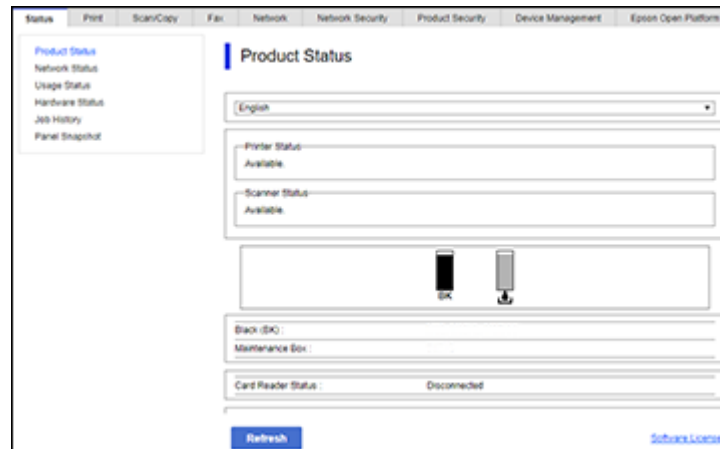 Status Print Scan/Copy Fax Network Network Security Product Security Device Management Epson Open Platform
Product Status
Network Status
Usage Status
Hardware Status
Job History
Panel Snapshot
Product Status
English
Printer Status
Available.
Scanner Status
Available.
BK
Black (BK) :
Maintenance Box :
Card Reader Status : Disconnected
Refresh
Software License